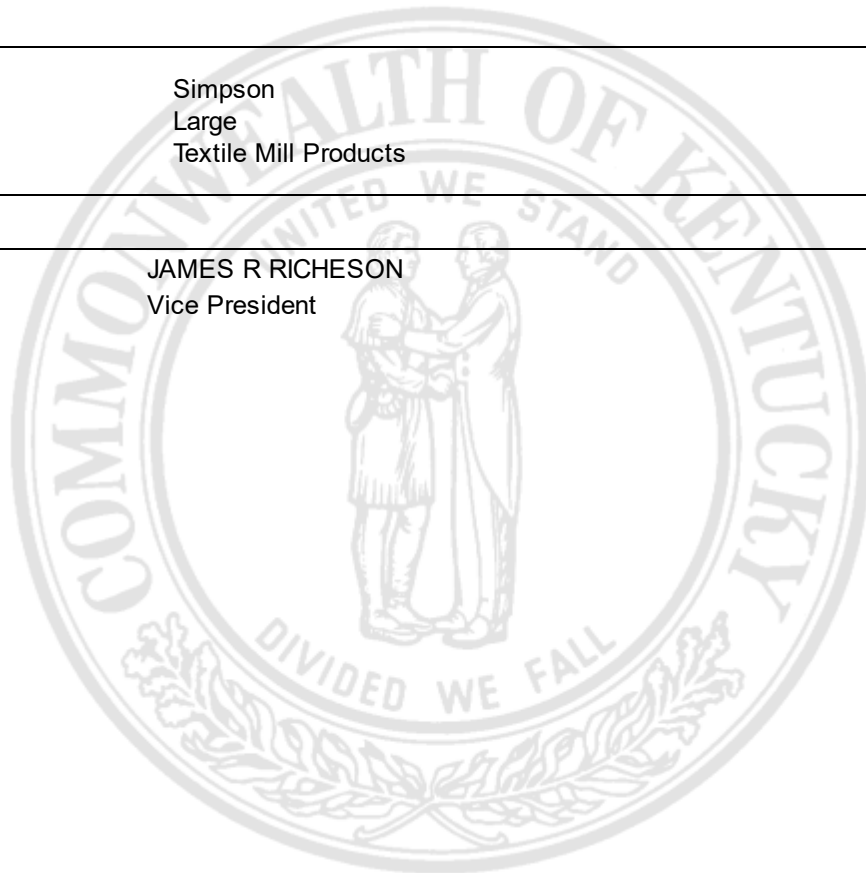 COMMONWEALTH OF KENTUCKY
UNITED WE STAND
Simpson
Large
Textile Mill Products
JAMES R RICHESON
Vice President
DIVIDED WE FALL